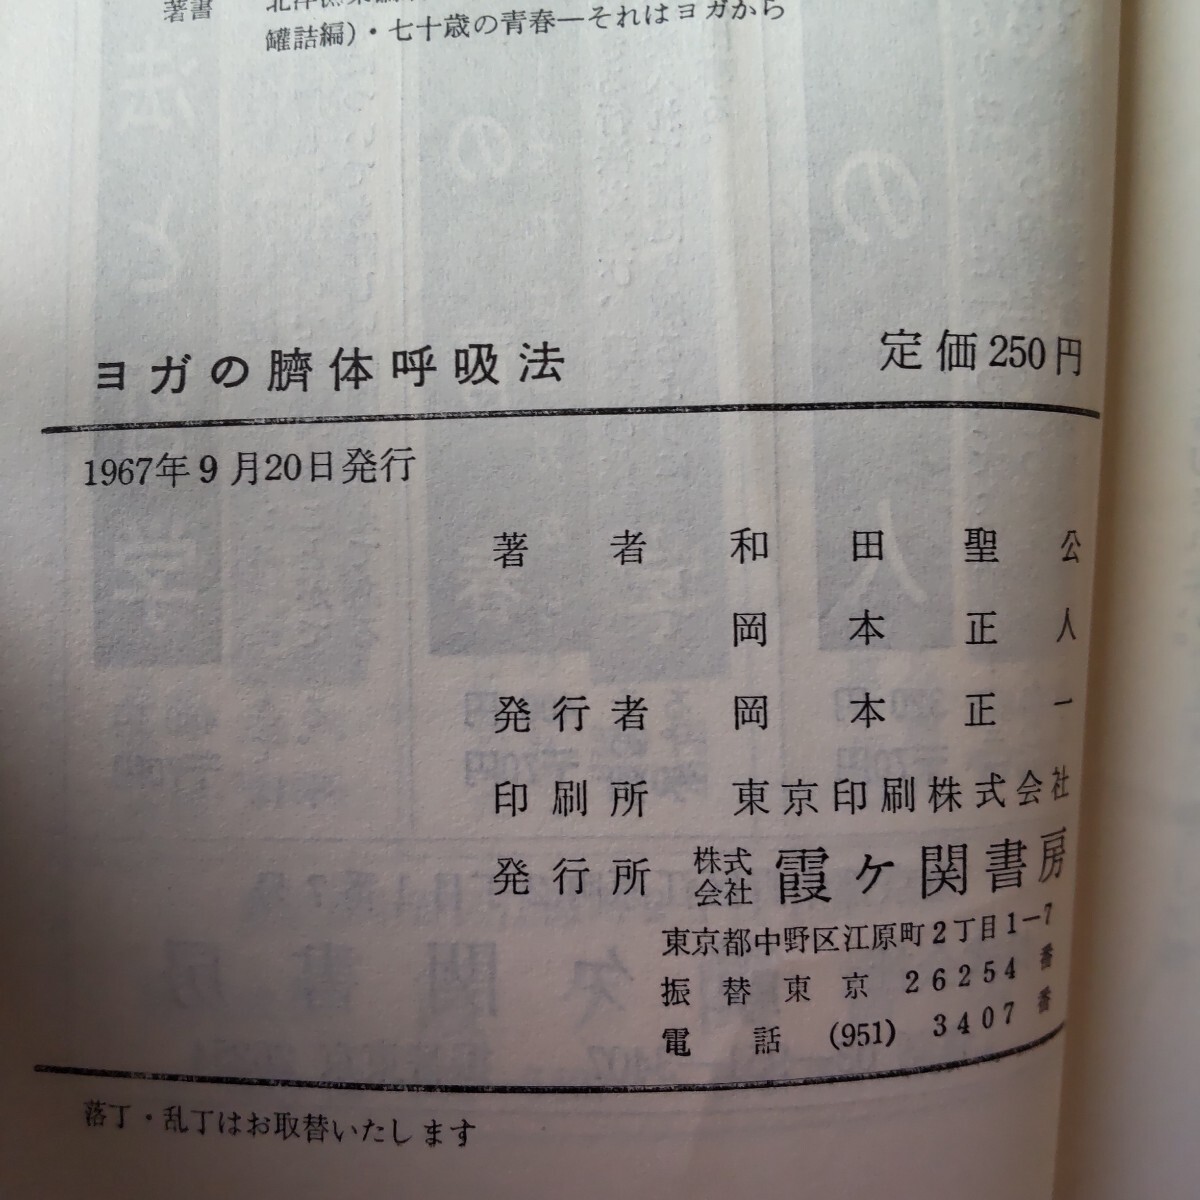 著書
罐詰編)・七十歳の青春―それはヨガから
ヨガの臍体呼吸法 定価250円
1967年9月20日発行
著者 和田聖公
岡本正人
発行者 岡本正一
印刷所 東京印刷株式会社
発行所 株式会社 霞ケ関書房
東京都中野区江原町2丁目1-7
振替東京 26254番
電話 (951) 3407番
落丁・乱丁はお取替いたします